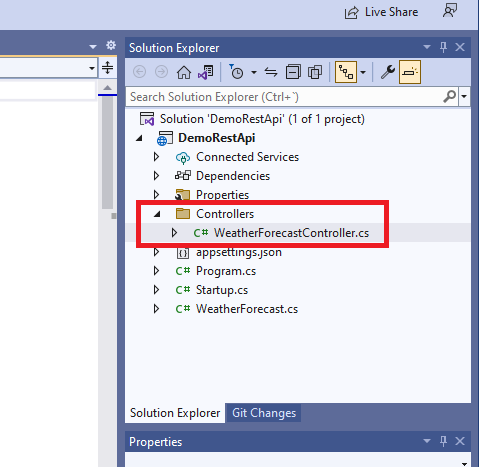 Live Share
Solution Explorer
Search Solution Explorer (Ctrl+`)
Solution 'DemoRestApi' (1 of 1 project)
DemoRestApi
Connected Services
Dependencies
Properties
Controllers
C# WeatherForecastController.cs
appsettings.json
C# Program.cs
C# Startup.cs
C# WeatherForecast.cs
Solution Explorer Git Changes
Properties